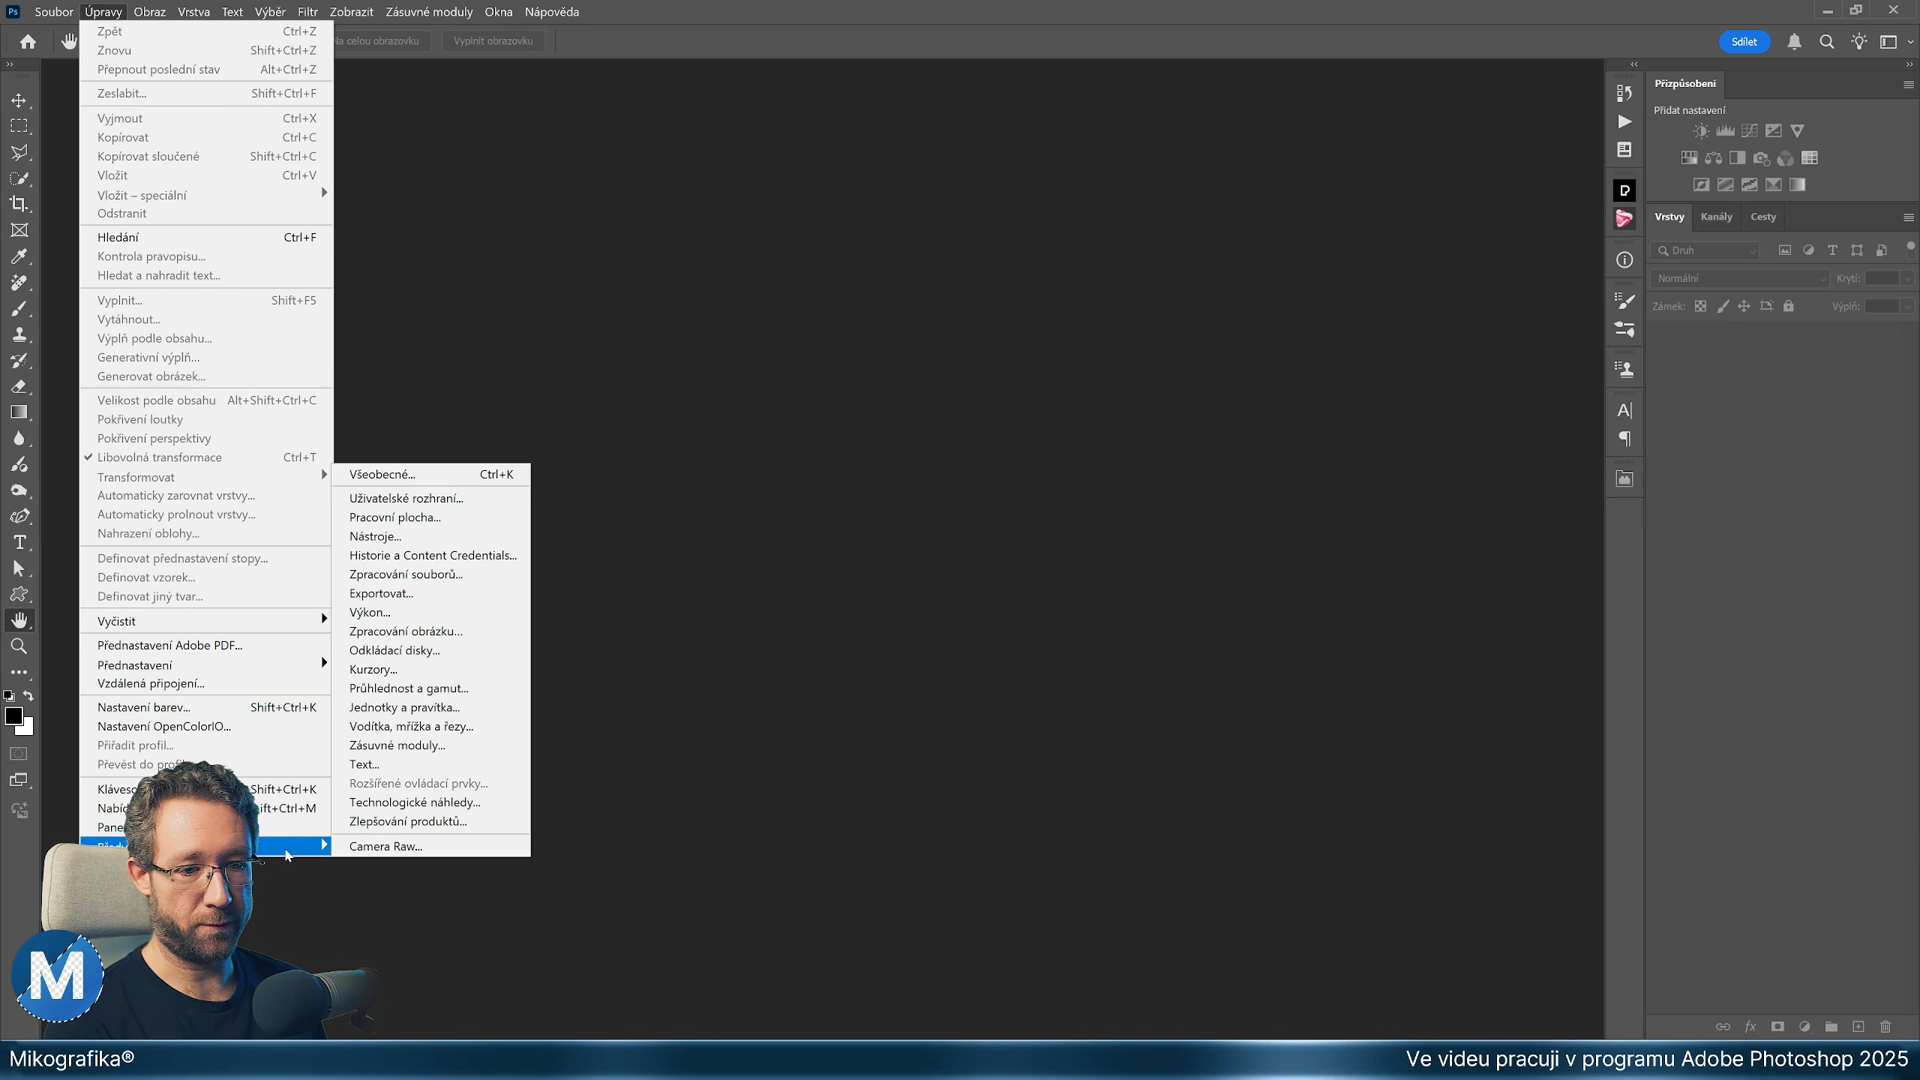 Ps Soubor Úpravy Obraz Vrstva Text Výběr Filtr Zobrazit Zásuvné moduly Okna Nápověda
Na celou obrazovku Vyplnit obrazovku
Sdílet
Zpět Ctrl+Z
Znovu Shift+Ctrl+Z
Přepnout poslední stav Alt+Ctrl+Z
Zeslabit... Shift+Ctrl+F
Vyjmout Ctrl+X
Kopírovat Ctrl+C
Kopírovat sloučené Shift+Ctrl+C
Vložit Ctrl+V
Vložit – speciální
Odstranit
Hledání Ctrl+F
Kontrola pravopisu...
Hledat a nahradit text...
Vyplnit... Shift+F5
Vytáhnout...
Výplň podle obsahu...
Generativní výplň...
Generovat obrázek...
Velikost podle obsahu Alt+Shift+Ctrl+C
Pokřivení loutky
Pokřivení perspektivy
Libovolná transformace Ctrl+T
Transformovat
Automaticky zarovnat vrstvy...
Automaticky prolnout vrstvy...
Nahrazení oblohy...
Definovat přednastavení stopy...
Definovat vzorek...
Definovat jiný tvar...
Vyčistit
Přednastavení Adobe PDF...
Přednastavení
Vzdálená připojení...
Nastavení barev... Shift+Ctrl+K
Nastavení OpenColorIO...
Přiřadit profil...
Převést do
Shift+Ctrl+K
Ctrl+M
Všeobecné... Ctrl+K
Uživatelské rozhraní...
Pracovní plocha...
Nástroje...
Historie a Content Credentials...
Zpracování souborů...
Exportovat...
Výkon...
Zpracování obrázku...
Odkládací disky...
Kurzory...
Průhlednost a gamut...
Jednotky a pravítka...
Vodítka, mřížka a řezy...
Zásuvné moduly...
Text...
Rozšířené ovládací prvky...
Technologické náhledy...
Zlepšování produktů...
Camera Raw...
Přizpůsobení
Přidat nastavení
Vrstvy Kanály Cesty
Druh
Normální Krytí:
Zámek: Výplň:
M
Mikografika®
Ve videu pracuji v programu Adobe Photoshop 2025